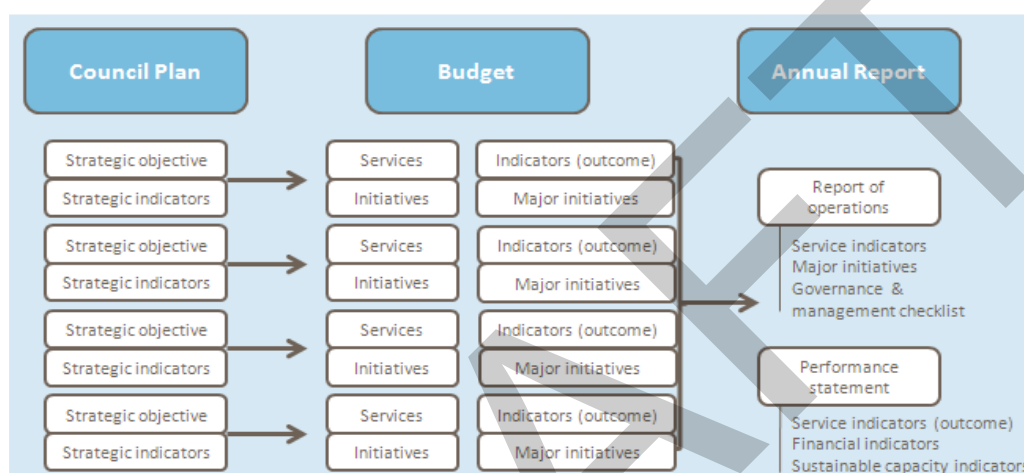 Council Plan
Budget
Annual Report
Strategic objective
Strategic indicators
Services
Initiatives
Indicators (outcome)
Major initiatives
Strategic objective
Strategic indicators
Services
Initiatives
Indicators (outcome)
Major initiatives
Strategic objective
Strategic indicators
Services
Initiatives
Indicators (outcome)
Major initiatives
Strategic objective
Strategic indicators
Services
Initiatives
Indicators (outcome)
Major initiatives
Report of
operations
Service indicators
Major initiatives
Governance &
management checklist
Performance
statement
Service indicators (outcome)
Financial indicators
Sustainable capacity indicators